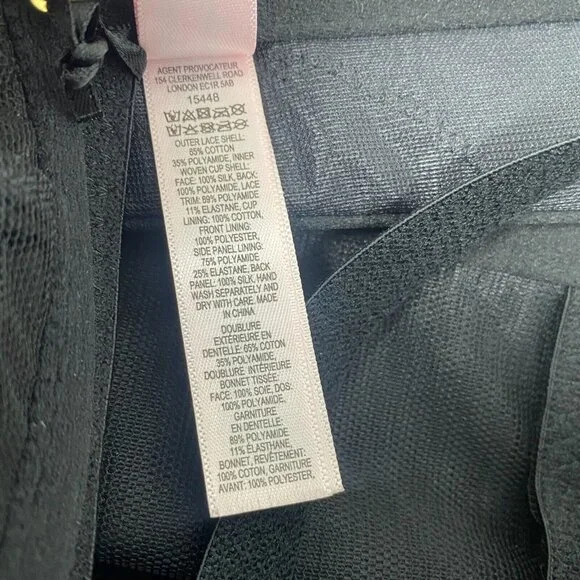 AGENT PROVOCATEUR
154 CLERKENWELL ROAD
LONDON EC1R 5AB
15448
OUTER LACE SHELL:
65% COTTON
35% POLYAMIDE, INNER
WOVEN CUP SHELL:
FACE: 100% SILK, BACK:
100% POLYAMIDE, LACE
TRIM: 89% POLYAMIDE
11% ELASTANE, CUP
LINING: 100% COTTON,
FRONT LINING:
100% POLYESTER,
SIDE PANEL LINING:
75% POLYAMIDE
25% ELASTANE, BACK
PANEL: 100% SILK. HAND
WASH SEPARATELY AND
DRY WITH CARE. MADE
IN CHINA
DOUBLURE
EXTÉRIEURE EN
DENTELLE: 65% COTON
35% POLYAMIDE,
DOUBLURE INTÉRIEUR
BONNET TISSÉE:
FACE: 100% SOIE, DOS:
100% POLYAMIDE,
GARNITURE
EN DENTELLE:
89% POLYAMIDE
11% ÉLASTHANE,
BONNET, REVÊTEMENT:
100% COTON, GARNITURE
AVANT: 100% POLYESTER,